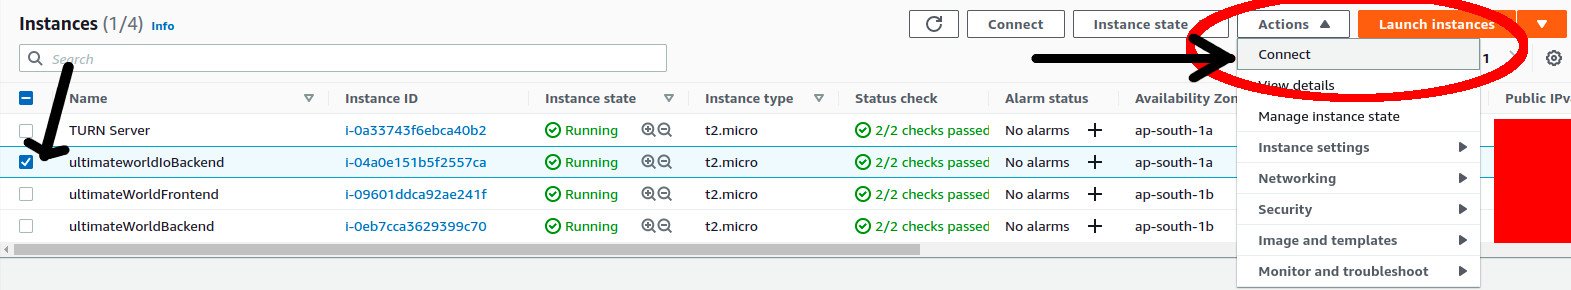 Instances (1/4) Info Connect Instance state Actions Launch instances
Search Connect 1
View details
Name Instance ID Instance state Instance type Status check Alarm status Availability Zon Public IPv
Manage instance state
TURN Server i-0a33743f6ebca40b2 Running t2.micro 2/2 checks passed No alarms ap-south-1a
Instance settings
ultimateworldIoBackend i-04a0e151b5f2557ca Running t2.micro 2/2 checks passed No alarms ap-south-1a
Networking
ultimateWorldFrontend i-09601ddca92ae241f Running t2.micro 2/2 checks passed No alarms ap-south-1b
Security
ultimateWorldBackend i-0eb7cca3629399c70 Running t2.micro 2/2 checks passed No alarms ap-south-1b
Image and templates
Monitor and troubleshoot